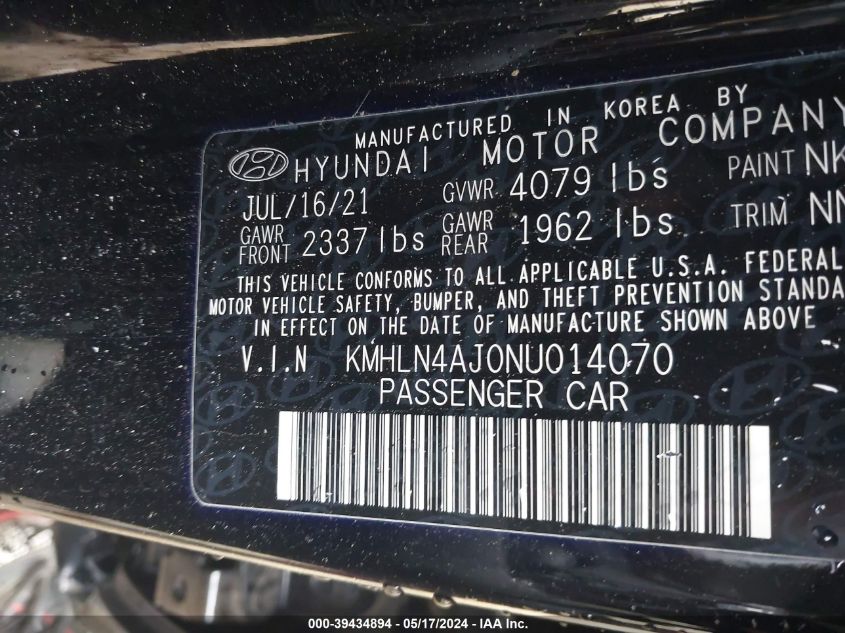 MANUFACTURED IN KOREA BY
HYUNDAI MOTOR COMPANY
JUL/16/21 GVWR 4079 lbs PAINT NK
GAWR FRONT 2337 lbs GAWR REAR 1962 lbs TRIM NN
THIS VEHICLE CONFORMS TO ALL APPLICABLE U.S.A. FEDERAL
MOTOR VEHICLE SAFETY, BUMPER, AND THEFT PREVENTION STANDA
IN EFFECT ON THE DATE OF MANUFACTURE SHOWN ABOVE
V.I.N KMHLN4AJ0NU014070
PASSENGER CAR
000-39434894 - 05/17/2024 - IAA Inc.